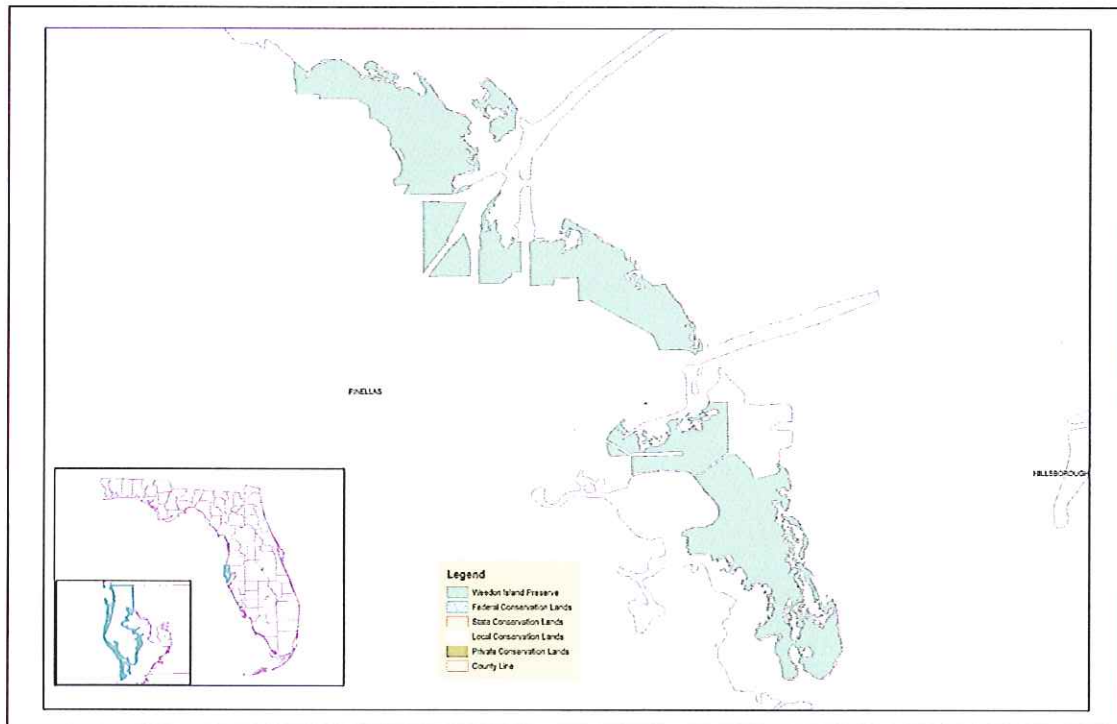 PINELLAS
HILLSBOROUGH
Legend
Weedon Island Preserve
Federal Conservation Lands
State Conservation Lands
Local Conservation Lands
Private Conservation Lands
County Line